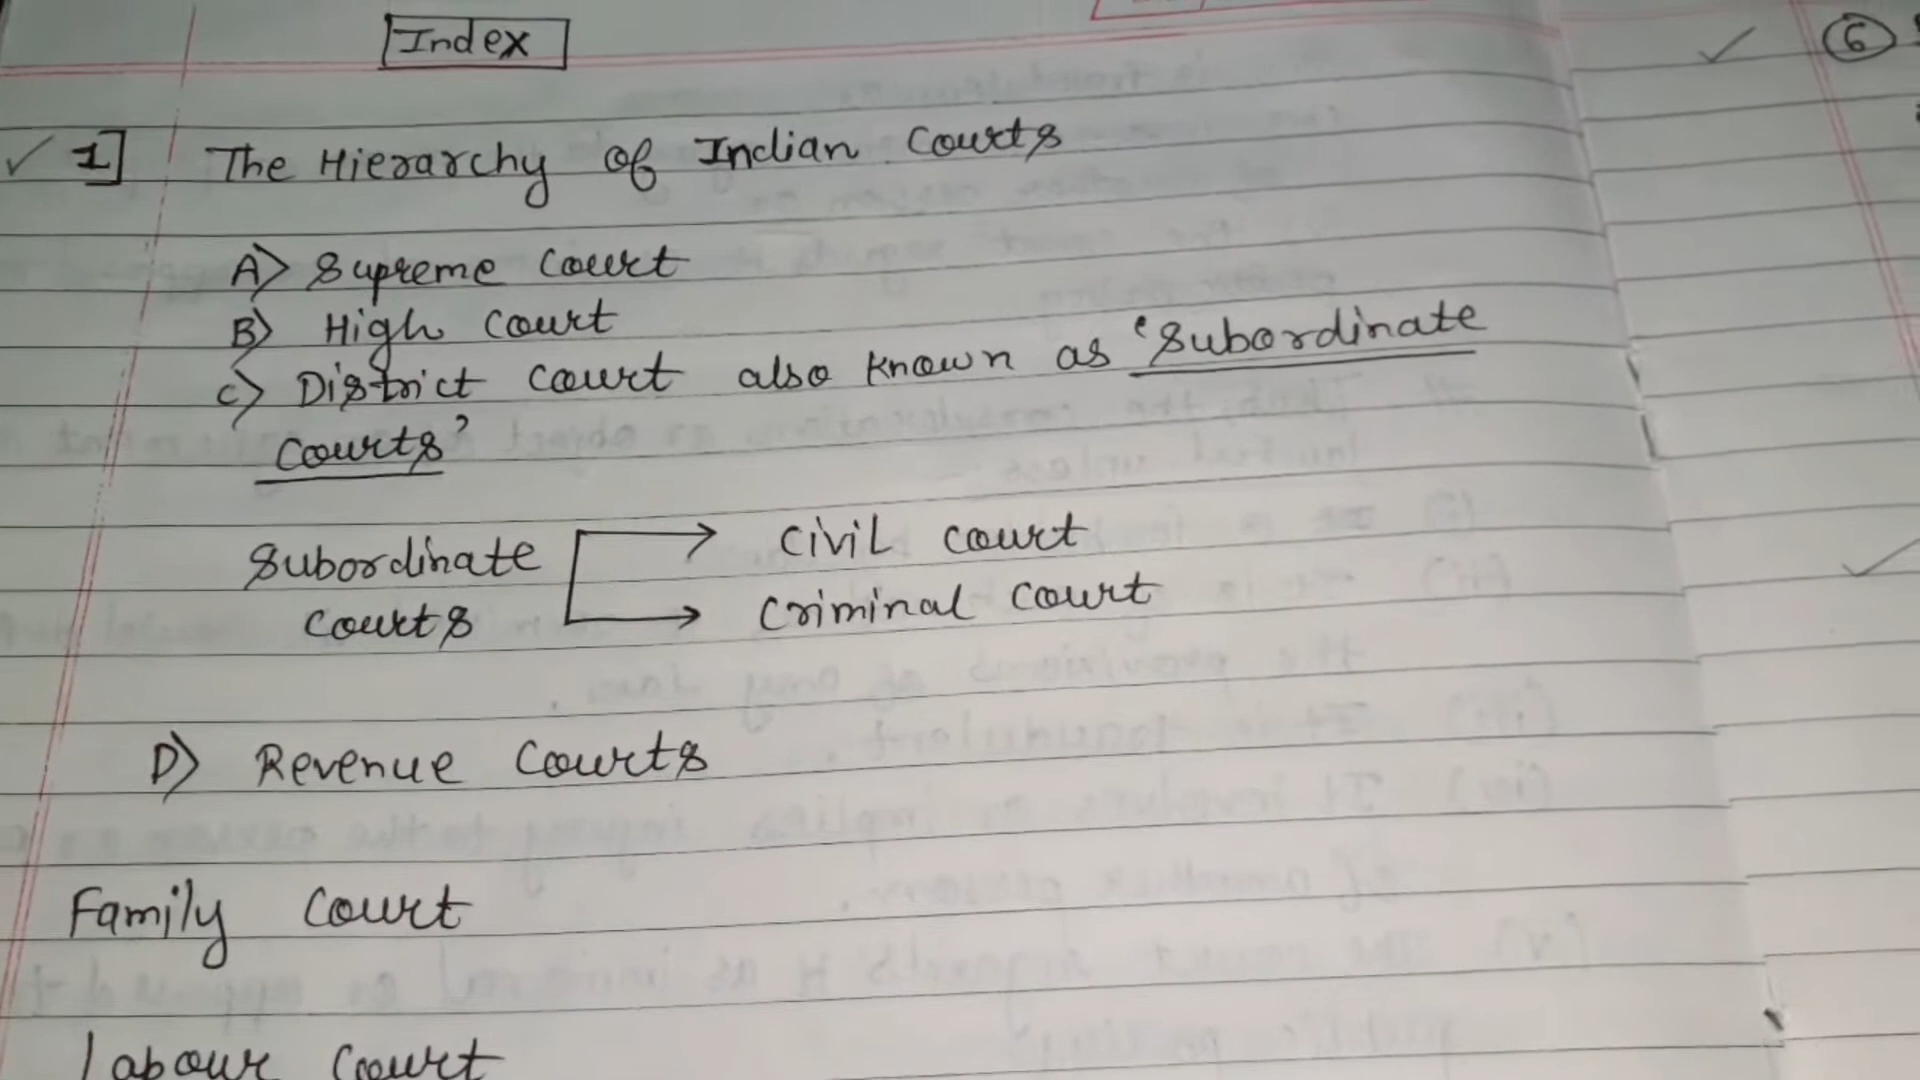 Index
1] The Hierarchy of Indian Courts
A) Supreme Court
B) High Court
C) District Court also known as 'Subordinate
Courts'
Subordinate Courts → Civil Court
→ Criminal Court
D) Revenue Courts
Family Court
Labour Court
6